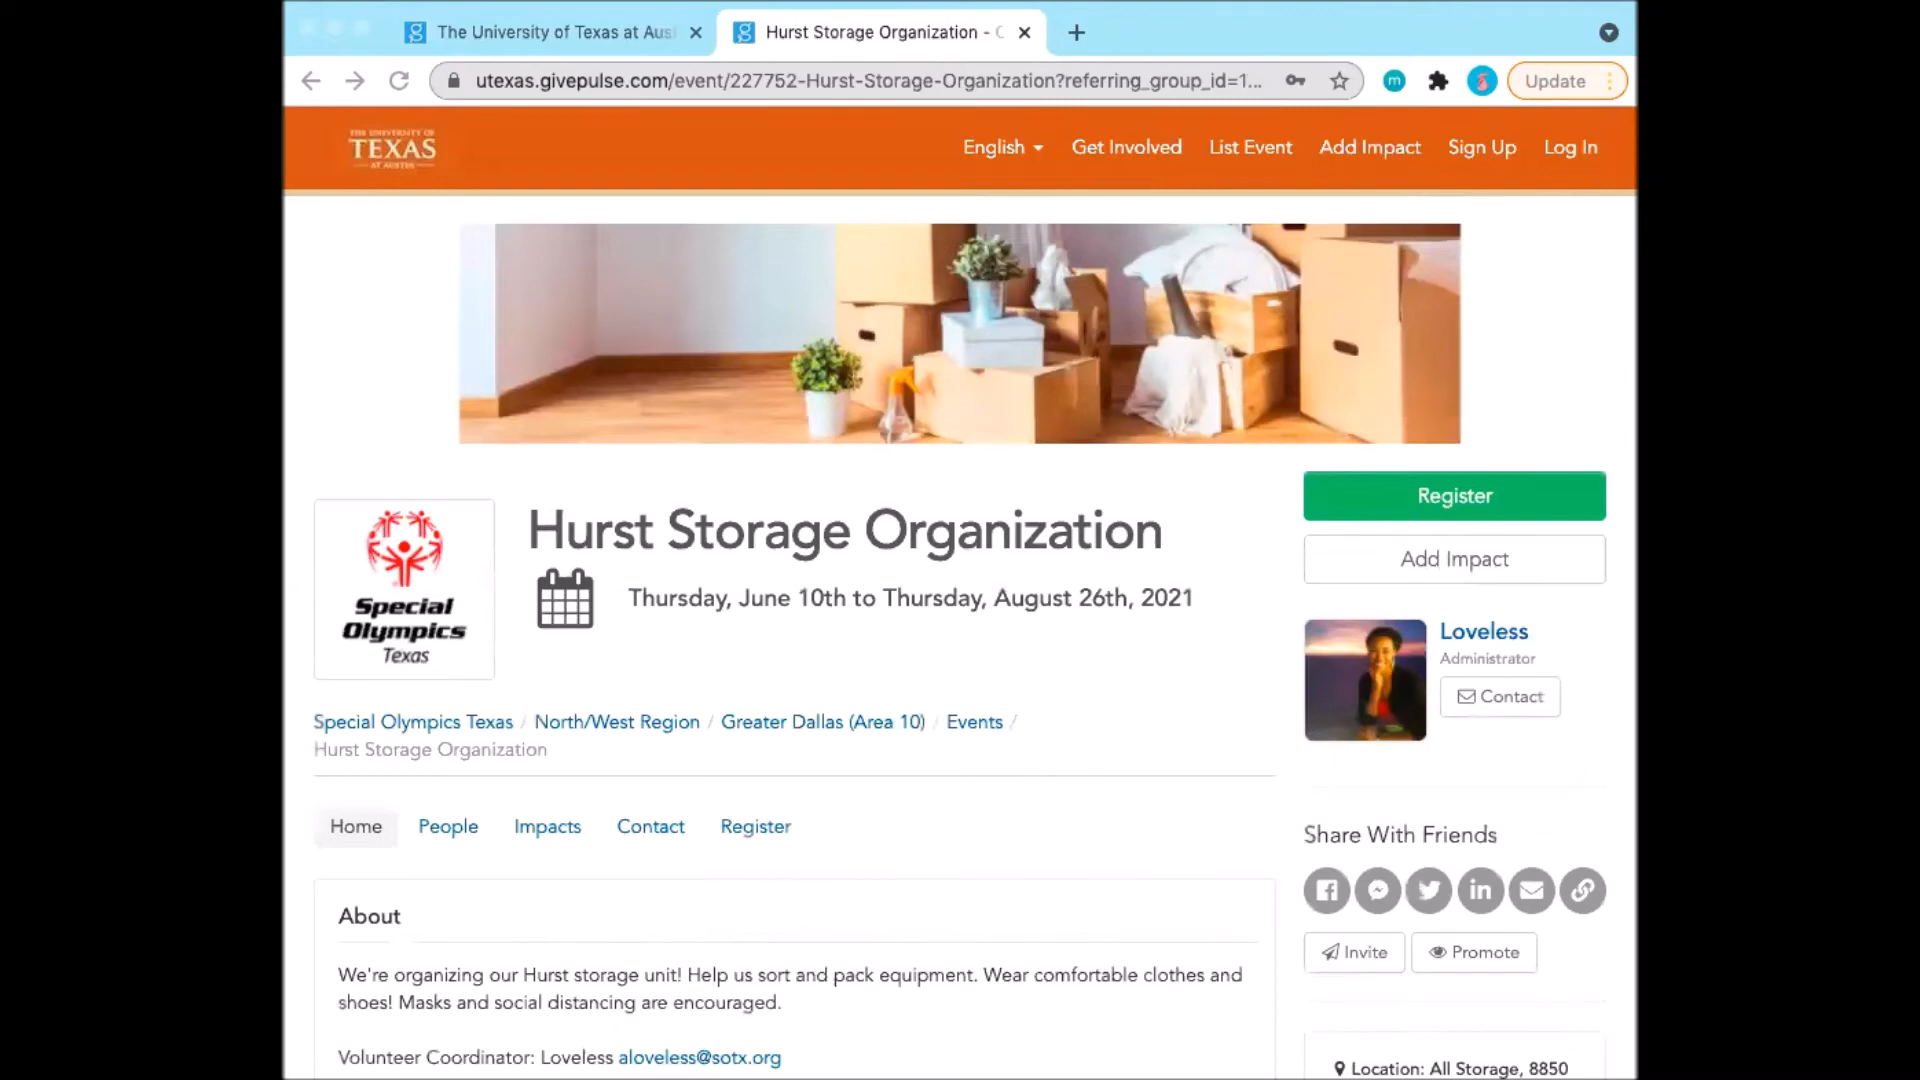 The University of Texas at Aus
Hurst Storage Organization -
utexas.givepulse.com/event/227752-Hurst-Storage-Organization?referring_group_id=1...
m
Update
THE UNIVERSITY OF
TEXAS
AT AUSTIN
English
Get Involved
List Event
Add Impact
Sign Up
Log In
Register
Hurst Storage Organization
Add Impact
Special
Olympics
Texas
Thursday, June 10th to Thursday, August 26th, 2021
Loveless
Administrator
Contact
Special Olympics Texas / North/West Region / Greater Dallas (Area 10) / Events /
Hurst Storage Organization
Home
People
Impacts
Contact
Register
Share With Friends
About
Invite
Promote
We're organizing our Hurst storage unit! Help us sort and pack equipment. Wear comfortable clothes and
shoes! Masks and social distancing are encouraged.
Volunteer Coordinator: Loveless aloveless@sotx.org
Location: All Storage, 8850